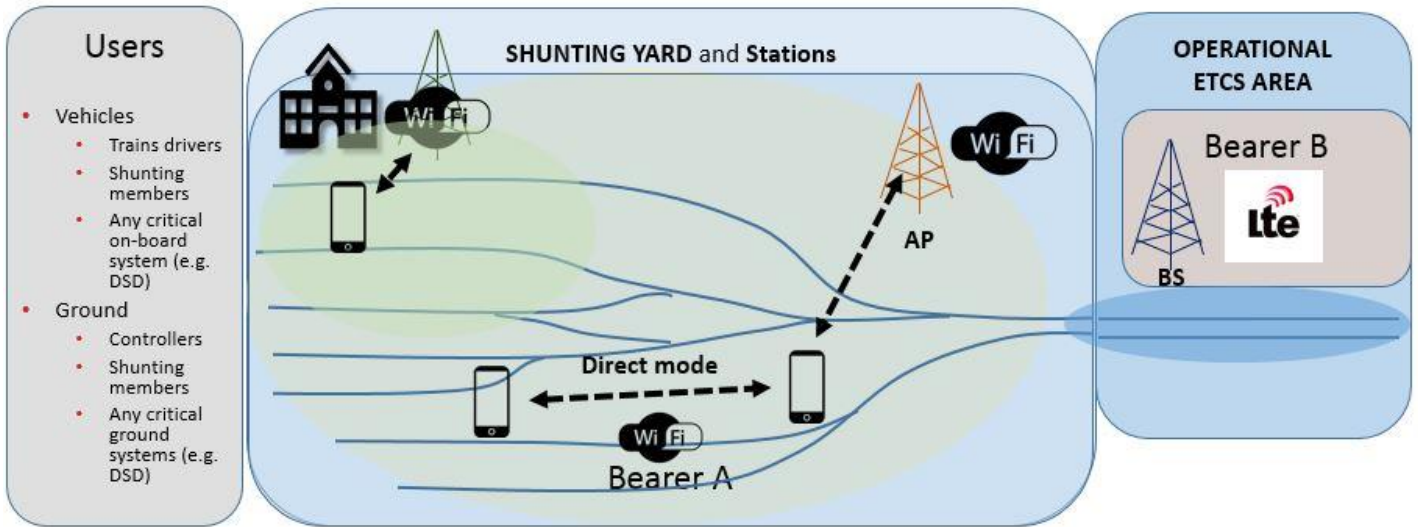 Users
• Vehicles
• Trains drivers
• Shunting
members
• Any critical
on-board
system (e.g.
DSD)
• Ground
• Controllers
• Shunting
members
• Any critical
ground
systems (e.g.
DSD)
SHUNTING YARD and Stations
Wi Fi
Wi Fi
AP
Direct mode
Wi Fi
Bearer A
OPERATIONAL
ETCS AREA
Bearer B
Lte
BS